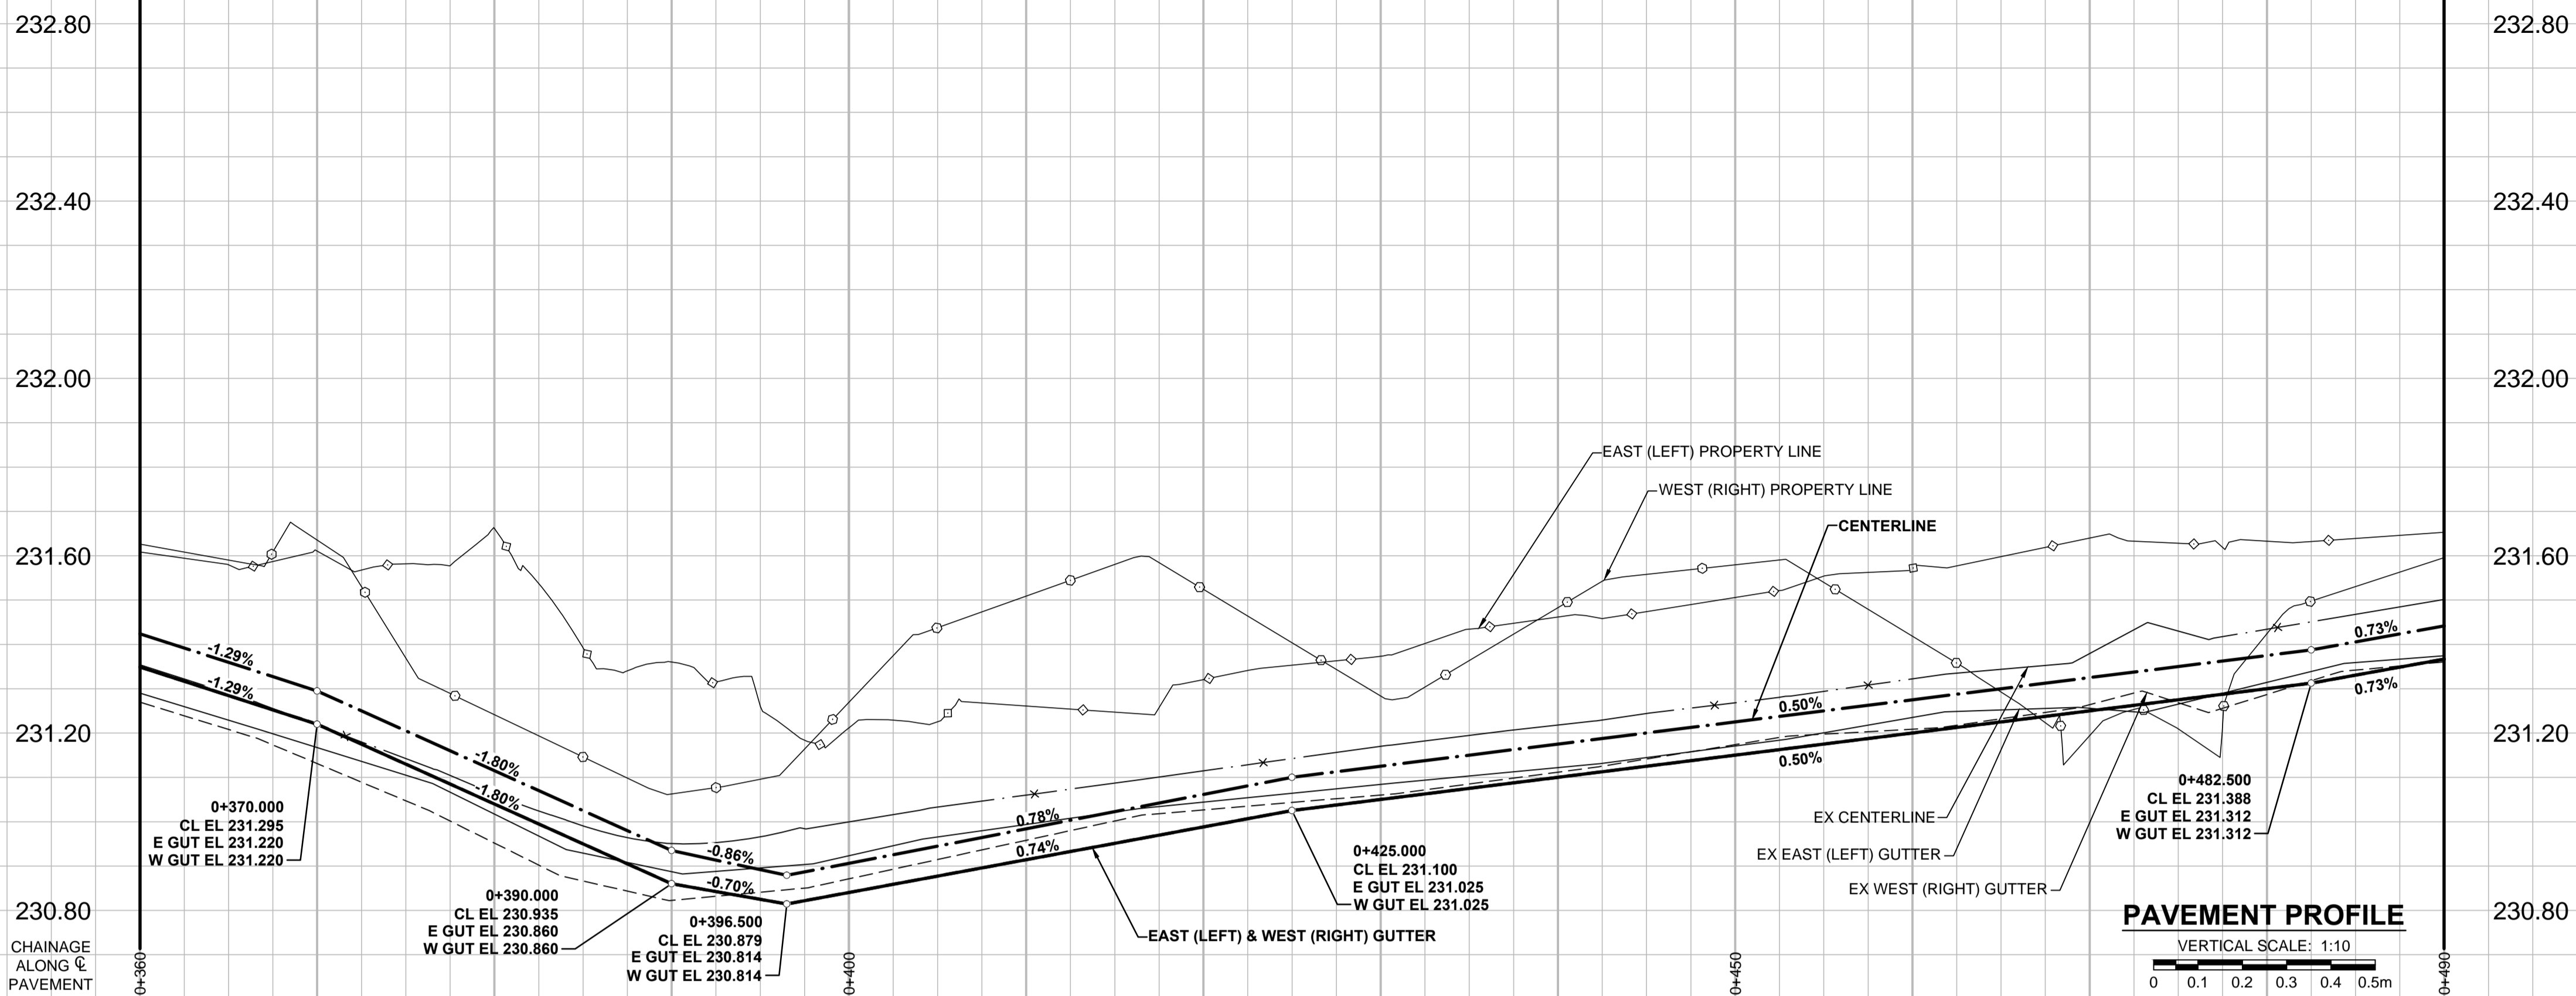 232.80
232.80
232.40
232.40
232.00
232.00
EAST (LEFT) PROPERTY LINE
WEST (RIGHT) PROPERTY LINE
CENTERLINE
231.60
231.60
-1.29%
-1.29%
0.73%
0.73%
231.20
231.20
0.50%
0.50%
-1.80%
-1.80%
0+370.000
CL EL 231.295
E GUT EL 231.220
W GUT EL 231.220
0.78%
0.74%
-0.86%
-0.70%
0+482.500
CL EL 231.388
E GUT EL 231.312
W GUT EL 231.312
EX CENTERLINE
EX EAST (LEFT) GUTTER
EX WEST (RIGHT) GUTTER
0+425.000
CL EL 231.100
E GUT EL 231.025
W GUT EL 231.025
0+390.000
CL EL 230.935
E GUT EL 230.860
W GUT EL 230.860
0+396.500
CL EL 230.879
E GUT EL 230.814
W GUT EL 230.814
230.80
230.80
EAST (LEFT) & WEST (RIGHT) GUTTER
PAVEMENT PROFILE
VERTICAL SCALE: 1:10
0 0.1 0.2 0.3 0.4 0.5m
CHAINAGE
ALONG ℄
PAVEMENT
0+360
0+400
0+450
0+490